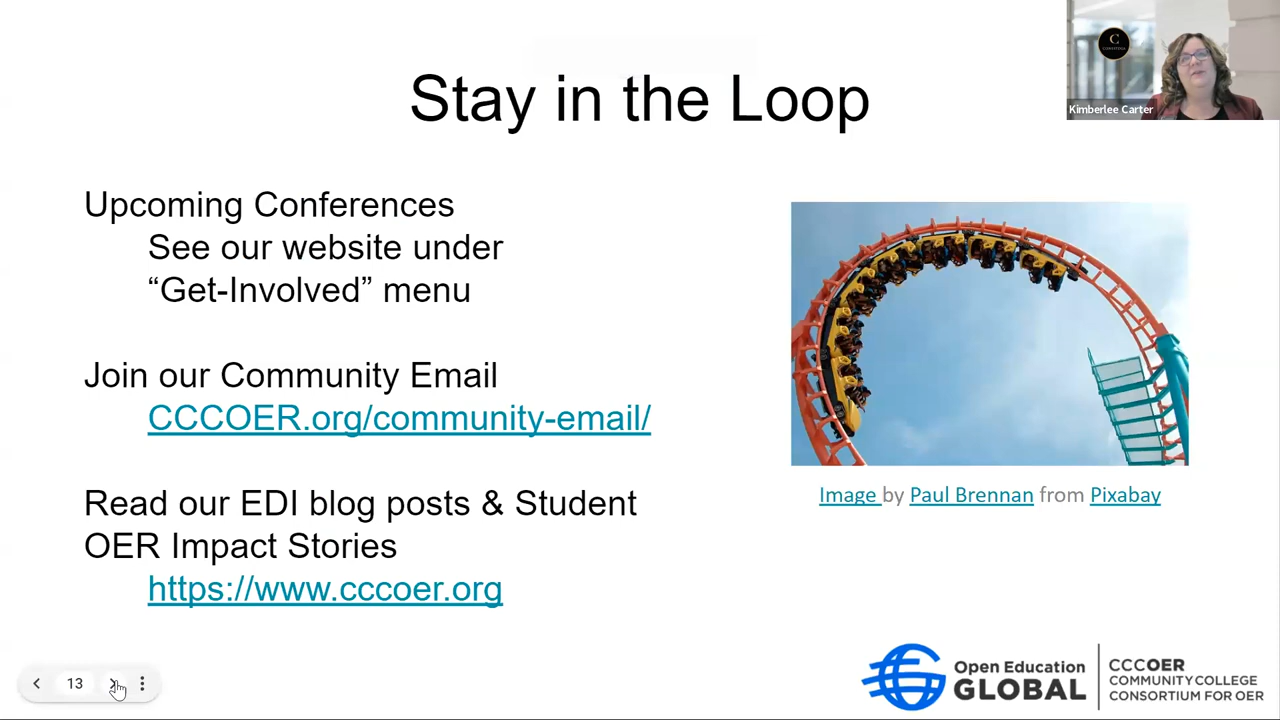 Stay in the Loop
C
Kimberlee Carter
Upcoming Conferences
See our website under
“Get-Involved” menu
Join our Community Email
CCCOER.org/community-email/
Read our EDI blog posts & Student
OER Impact Stories
https://www.cccoer.org
Image by Paul Brennan from Pixabay
13
Open Education
GLOBAL
CCCOER
COMMUNITY COLLEGE
CONSORTIUM FOR OER